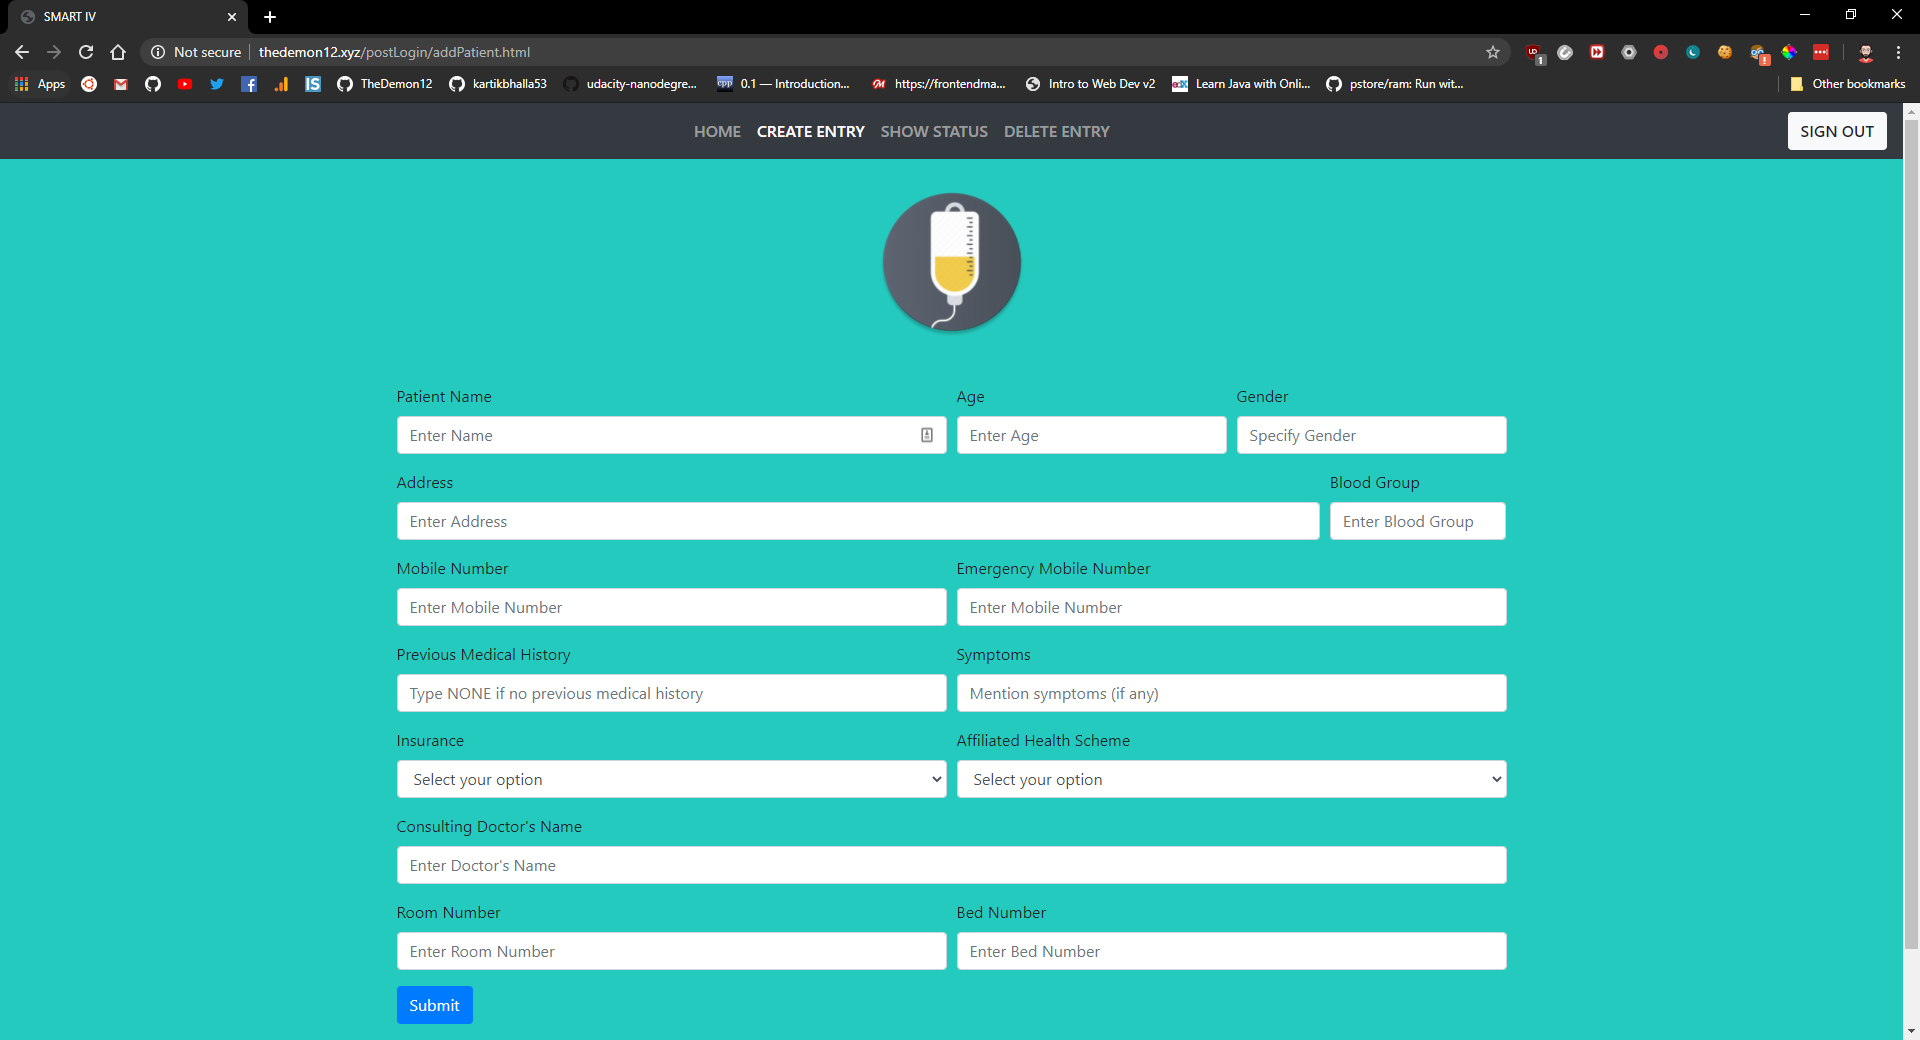 SMART IV
Not secure thedemon12.xyz/postLogin/addPatient.html
Apps TheDemon12 kartikbhalla53 udacity-nanodegre... 0.1 — Introduction... https://frontendma... Intro to Web Dev v2 Learn Java with Onli... pstore/ram: Run wit... Other bookmarks
HOME CREATE ENTRY SHOW STATUS DELETE ENTRY SIGN OUT
Patient Name Age Gender
Enter Name Enter Age Specify Gender
Address Blood Group
Enter Address Enter Blood Group
Mobile Number Emergency Mobile Number
Enter Mobile Number Enter Mobile Number
Previous Medical History Symptoms
Type NONE if no previous medical history Mention symptoms (if any)
Insurance Affiliated Health Scheme
Select your option Select your option
Consulting Doctor's Name
Enter Doctor's Name
Room Number Bed Number
Enter Room Number Enter Bed Number
Submit